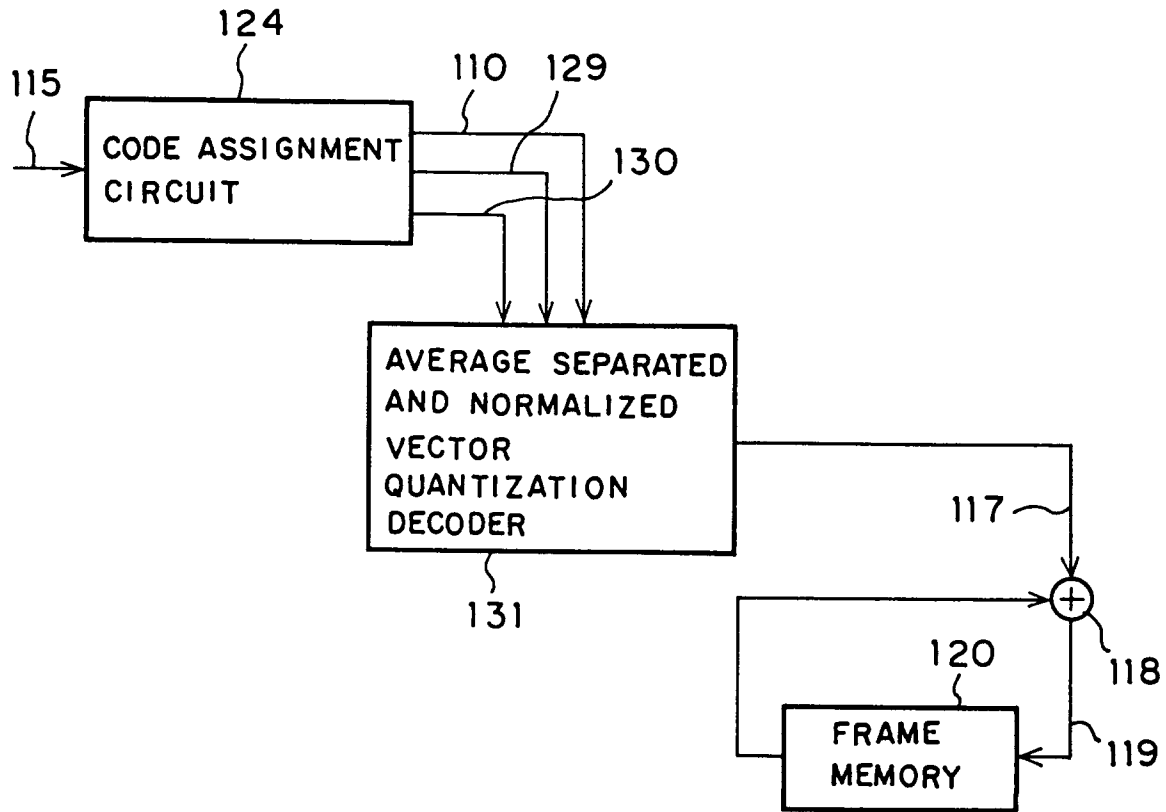 124
110
129
115
130
CODE ASSIGNMENT
CIRCUIT
AVERAGE SEPARATED
AND NORMALIZED
VECTOR
QUANTIZATION
DECODER
117
131
+
118
120
119
FRAME
MEMORY